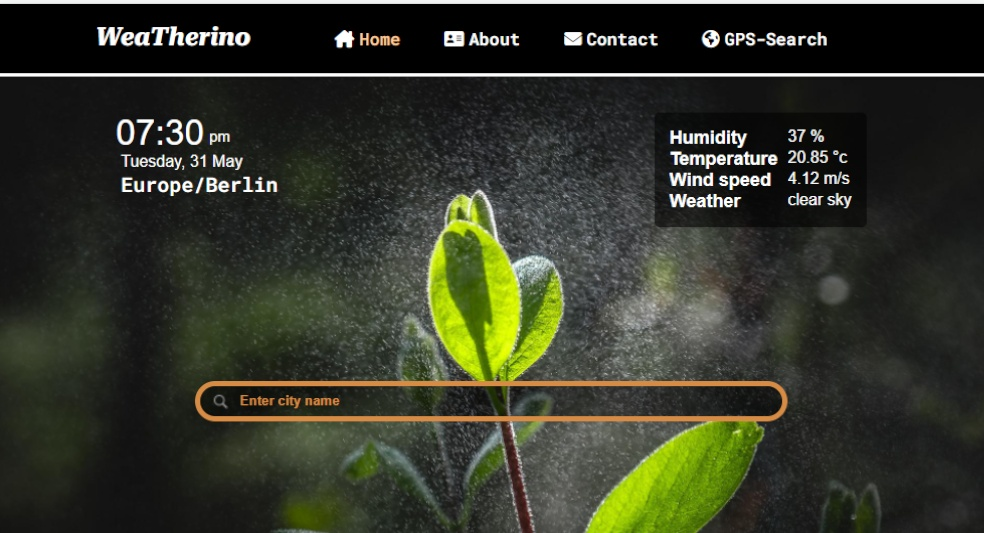 WeaTherino
Home
About
Contact
GPS-Search
07:30 pm
Tuesday, 31 May
Europe/Berlin
Humidity 37 %
Temperature 20.85 °c
Wind speed 4.12 m/s
Weather clear sky
Enter city name